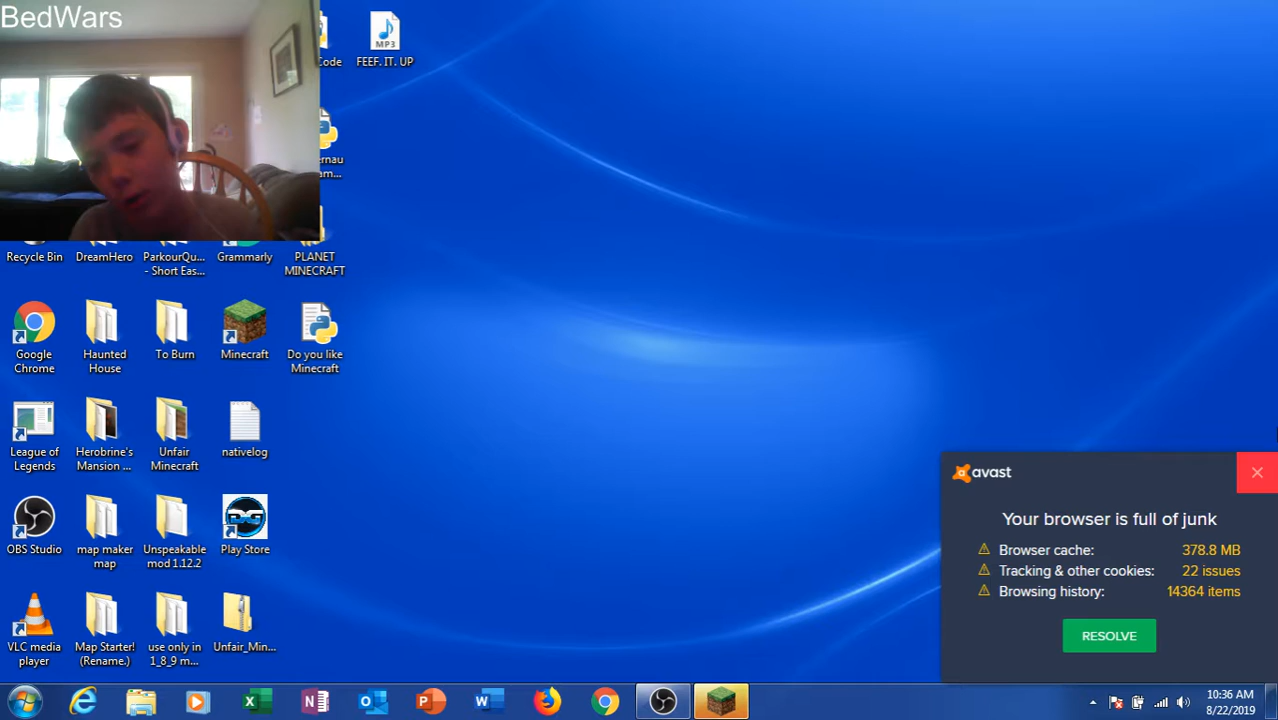 BedWars
Code
MP3
FEEF. IT. UP
ernau
am...
Recycle Bin
DreamHero
ParkourQu...
- Short Eas...
Grammarly
PLANET
MINECRAFT
Google
Chrome
Haunted
House
To Burn
Minecraft
Do you like
Minecraft
League of
Legends
Herobrine's
Mansion ...
Unfair
Minecraft
nativelog
OBS Studio
map maker
map
Unspeakable
mod 1.12.2
Play Store
VLC media
player
Map Starter!
(Rename.)
use only in
1_8_9 m...
Unfair_Min...
avast
Your browser is full of junk
Browser cache: 378.8 MB
Tracking & other cookies: 22 issues
Browsing history: 14364 items
RESOLVE
10:36 AM
8/22/2019